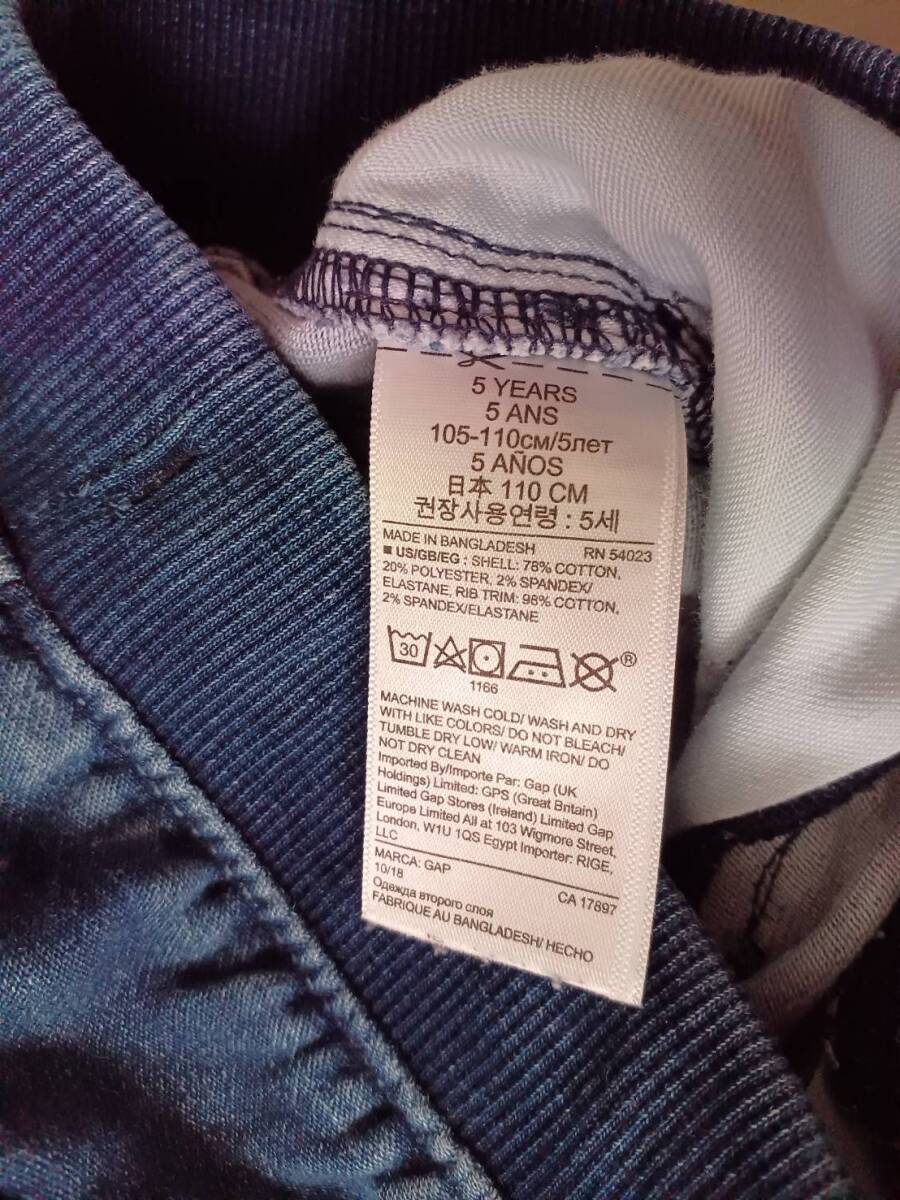 5 YEARS
5 ANS
105-110см/5лет
5 AÑOS
日本 110 CM
권장사용연령 : 5세
MADE IN BANGLADESH RN 54023
■ US/GB/EG : SHELL: 78% COTTON,
20% POLYESTER, 2% SPANDEX/
ELASTANE, RIB TRIM: 98% COTTON,
2% SPANDEX/ELASTANE
30 ®
1166
MACHINE WASH COLD/ WASH AND DRY
WITH LIKE COLORS/ DO NOT BLEACH/
TUMBLE DRY LOW/ WARM IRON/ DO
NOT DRY CLEAN
Imported By/Importe Par: Gap (UK
Holdings) Limited: GPS (Great Britain)
Limited Gap Stores (Ireland) Limited Gap
Europe Limited All at 103 Wigmore Street,
London, W1U 1QS Egypt Importer: RIGE,
LLC
MARCA: GAP
10/18 CA 17897
Одежда второго слоя
FABRIQUE AU BANGLADESH/ HECHO